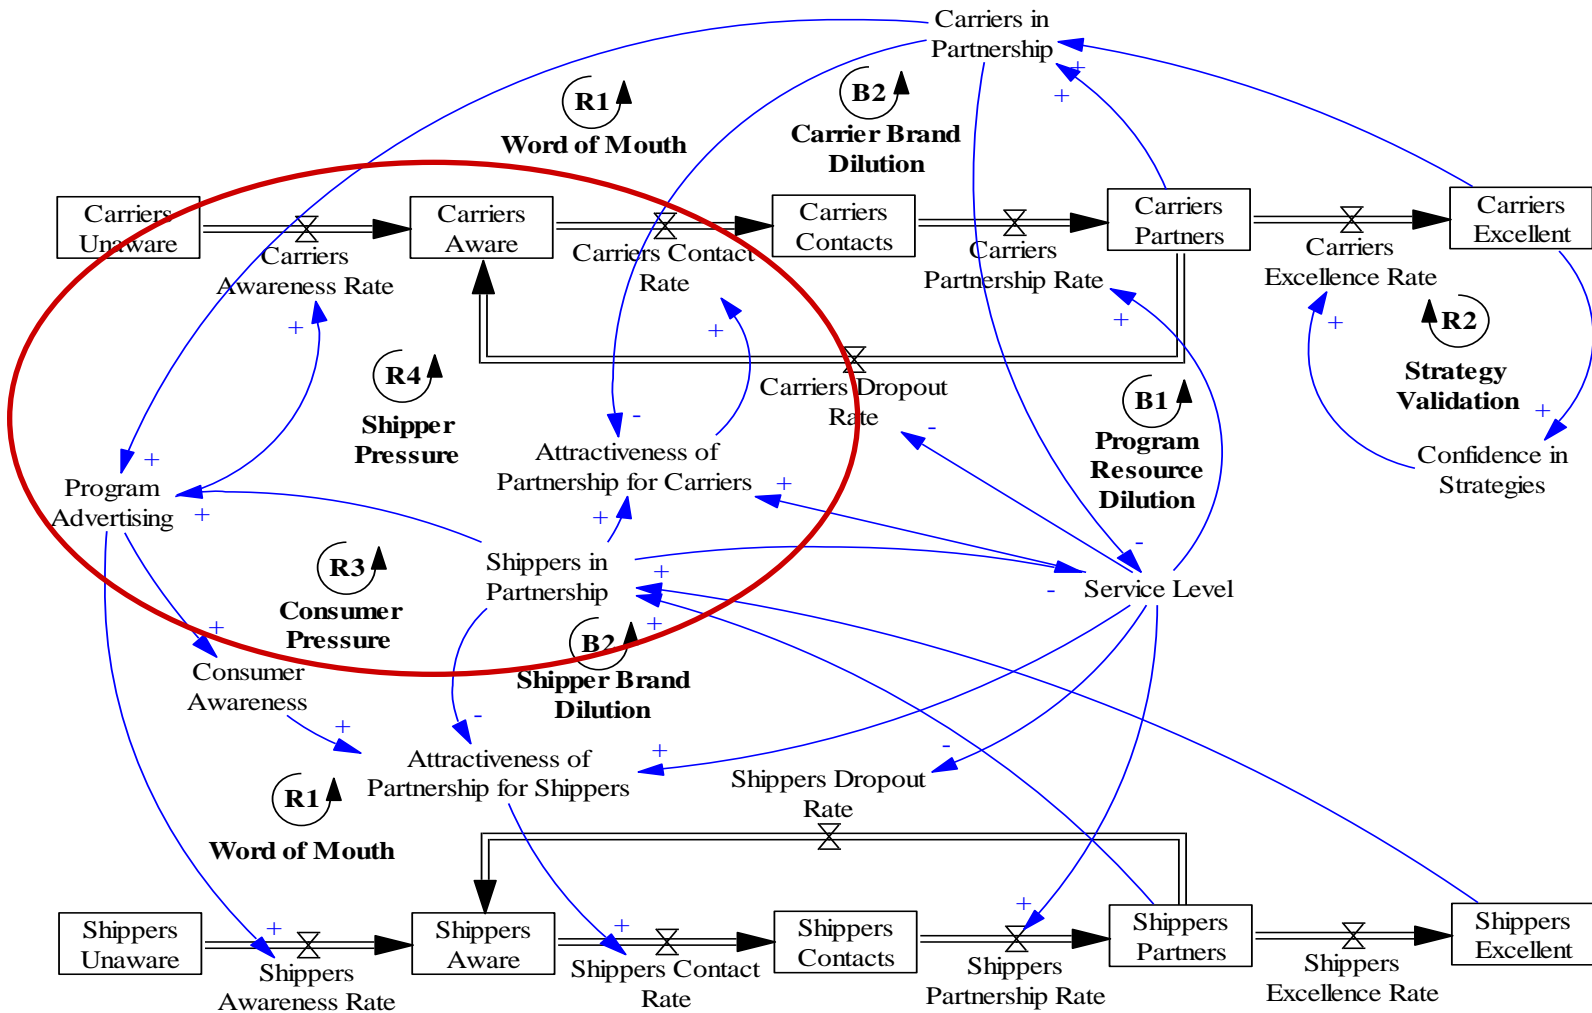 Carriers in
Partnership
+
+
R1
Word of Mouth
B2
Carrier Brand
Dilution
Carriers
Unaware
Carriers
Awareness Rate
+
Carriers
Aware
Carriers Contact
Rate
+
Carriers
Contacts
Carriers
Partnership Rate
+
Carriers
Partners
Carriers
Excellence Rate
+
Carriers
Excellent
R2
Strategy
Validation
+
Confidence in
Strategies
R4
Shipper
Pressure
Carriers Dropout
Rate
-
B1
Program
Resource
Dilution
-
Attractiveness of
Partnership for Carriers
-
+
+
Program
Advertising
+
+
Shippers in
Partnership
+
+
Service Level
-
R3
Consumer
Pressure
B2
Shipper Brand
Dilution
+
Consumer
Awareness
+
-
Attractiveness of
Partnership for Shippers
+
Shippers Dropout
Rate
-
R1
Word of Mouth
Shippers
Unaware
+
Shippers
Awareness Rate
Shippers
Aware
+
Shippers Contact
Rate
Shippers
Contacts
+
Shippers
Partnership Rate
Shippers
Partners
Shippers
Excellence Rate
Shippers
Excellent